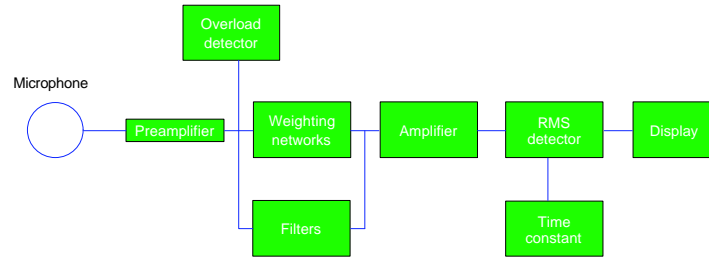 Overload
detector
Microphone
Preamplifier
Weighting
networks
Amplifier
RMS
detector
Display
Filters
Time
constant